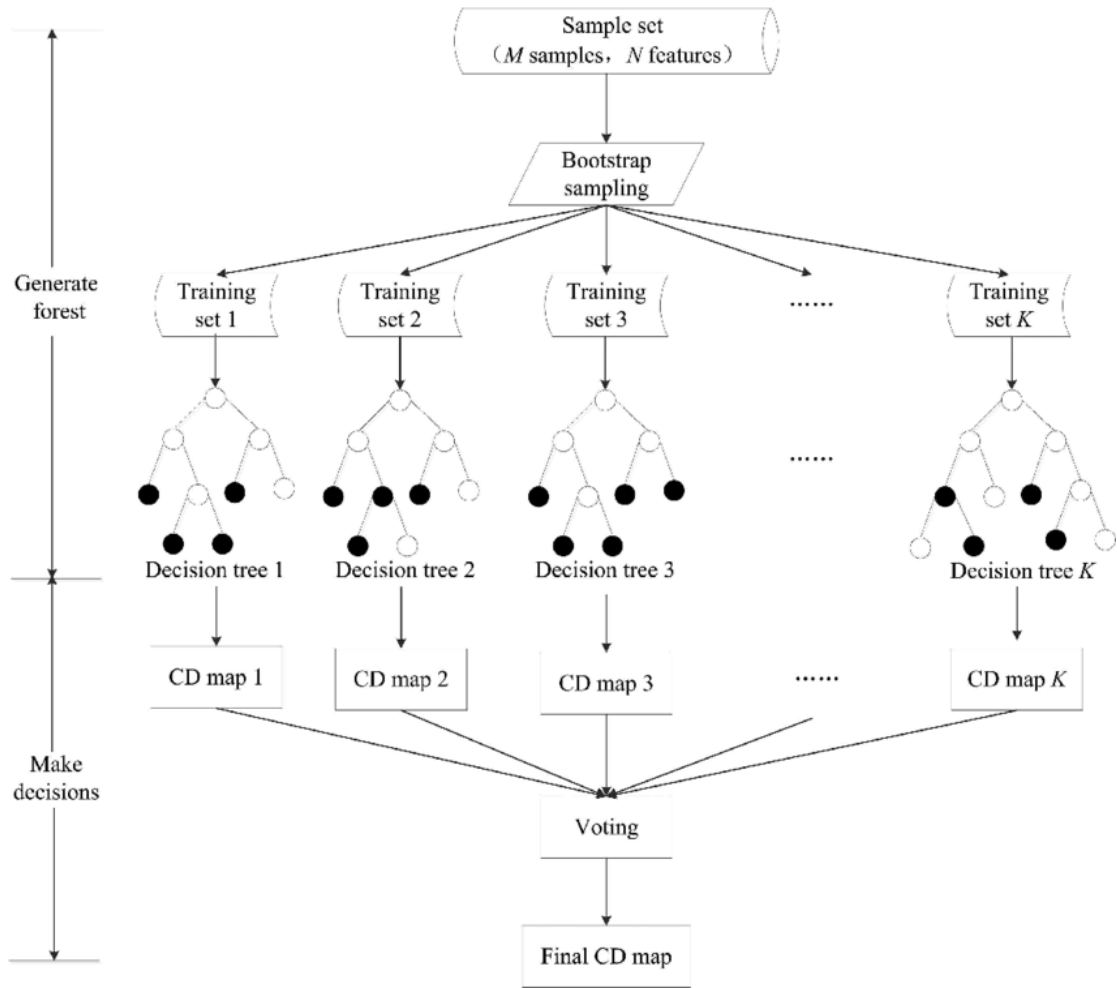 Sample set
（M samples，N features）
Bootstrap
sampling
Generate
forest
Training
set 1
Training
set 2
Training
set 3
……
Training
set K
……
Decision tree 1
Decision tree 2
Decision tree 3
Decision tree K
CD map 1
CD map 2
CD map 3
……
CD map K
Make
decisions
Voting
Final CD map